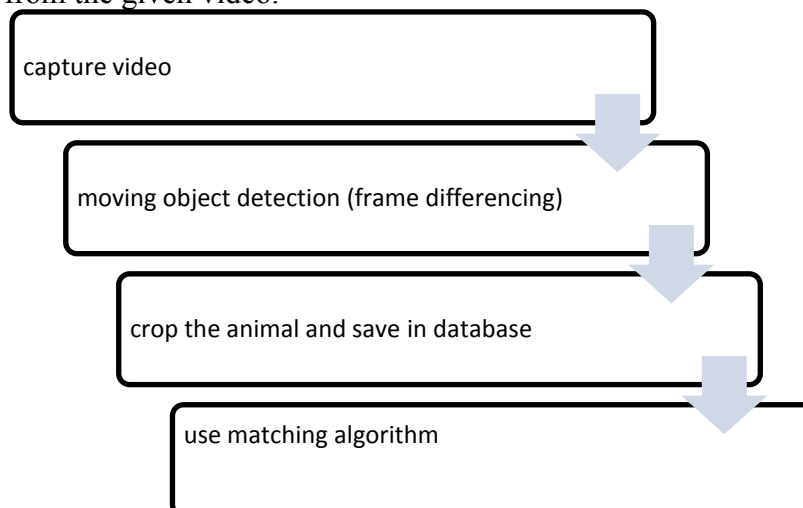 from the given video.
capture video
moving object detection (frame differencing)
crop the animal and save in database
use matching algorithm